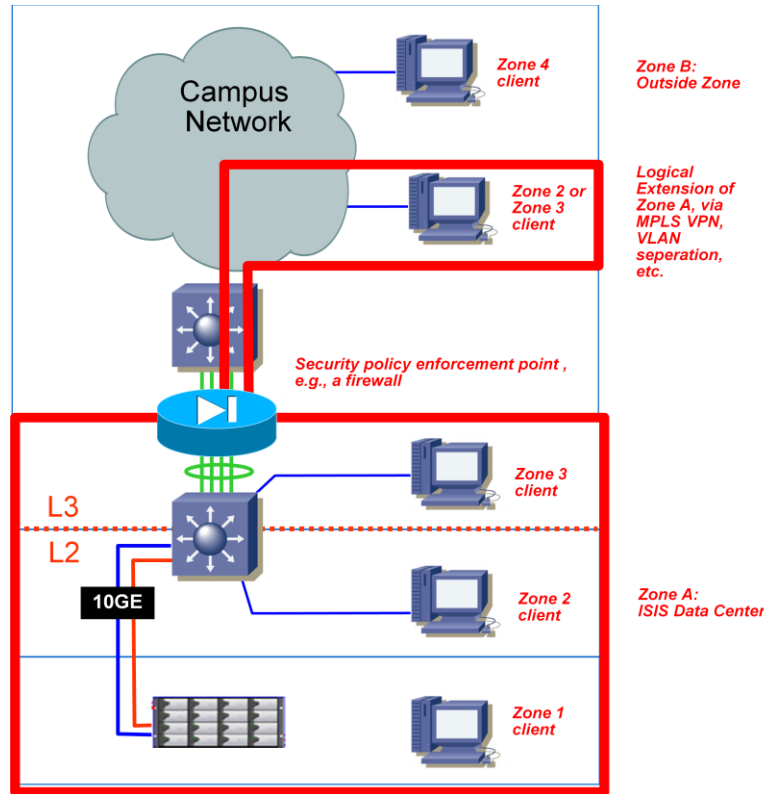 Campus
Network
Zone 4
client
Zone B:
Outside Zone
Zone 2 or
Zone 3
client
Logical
Extension of
Zone A, via
MPLS VPN,
VLAN
seperation,
etc.
Security policy enforcement point ,
e.g., a firewall
Zone 3
client
L3
L2
10GE
Zone 2
client
Zone A:
ISIS Data Center
Zone 1
client